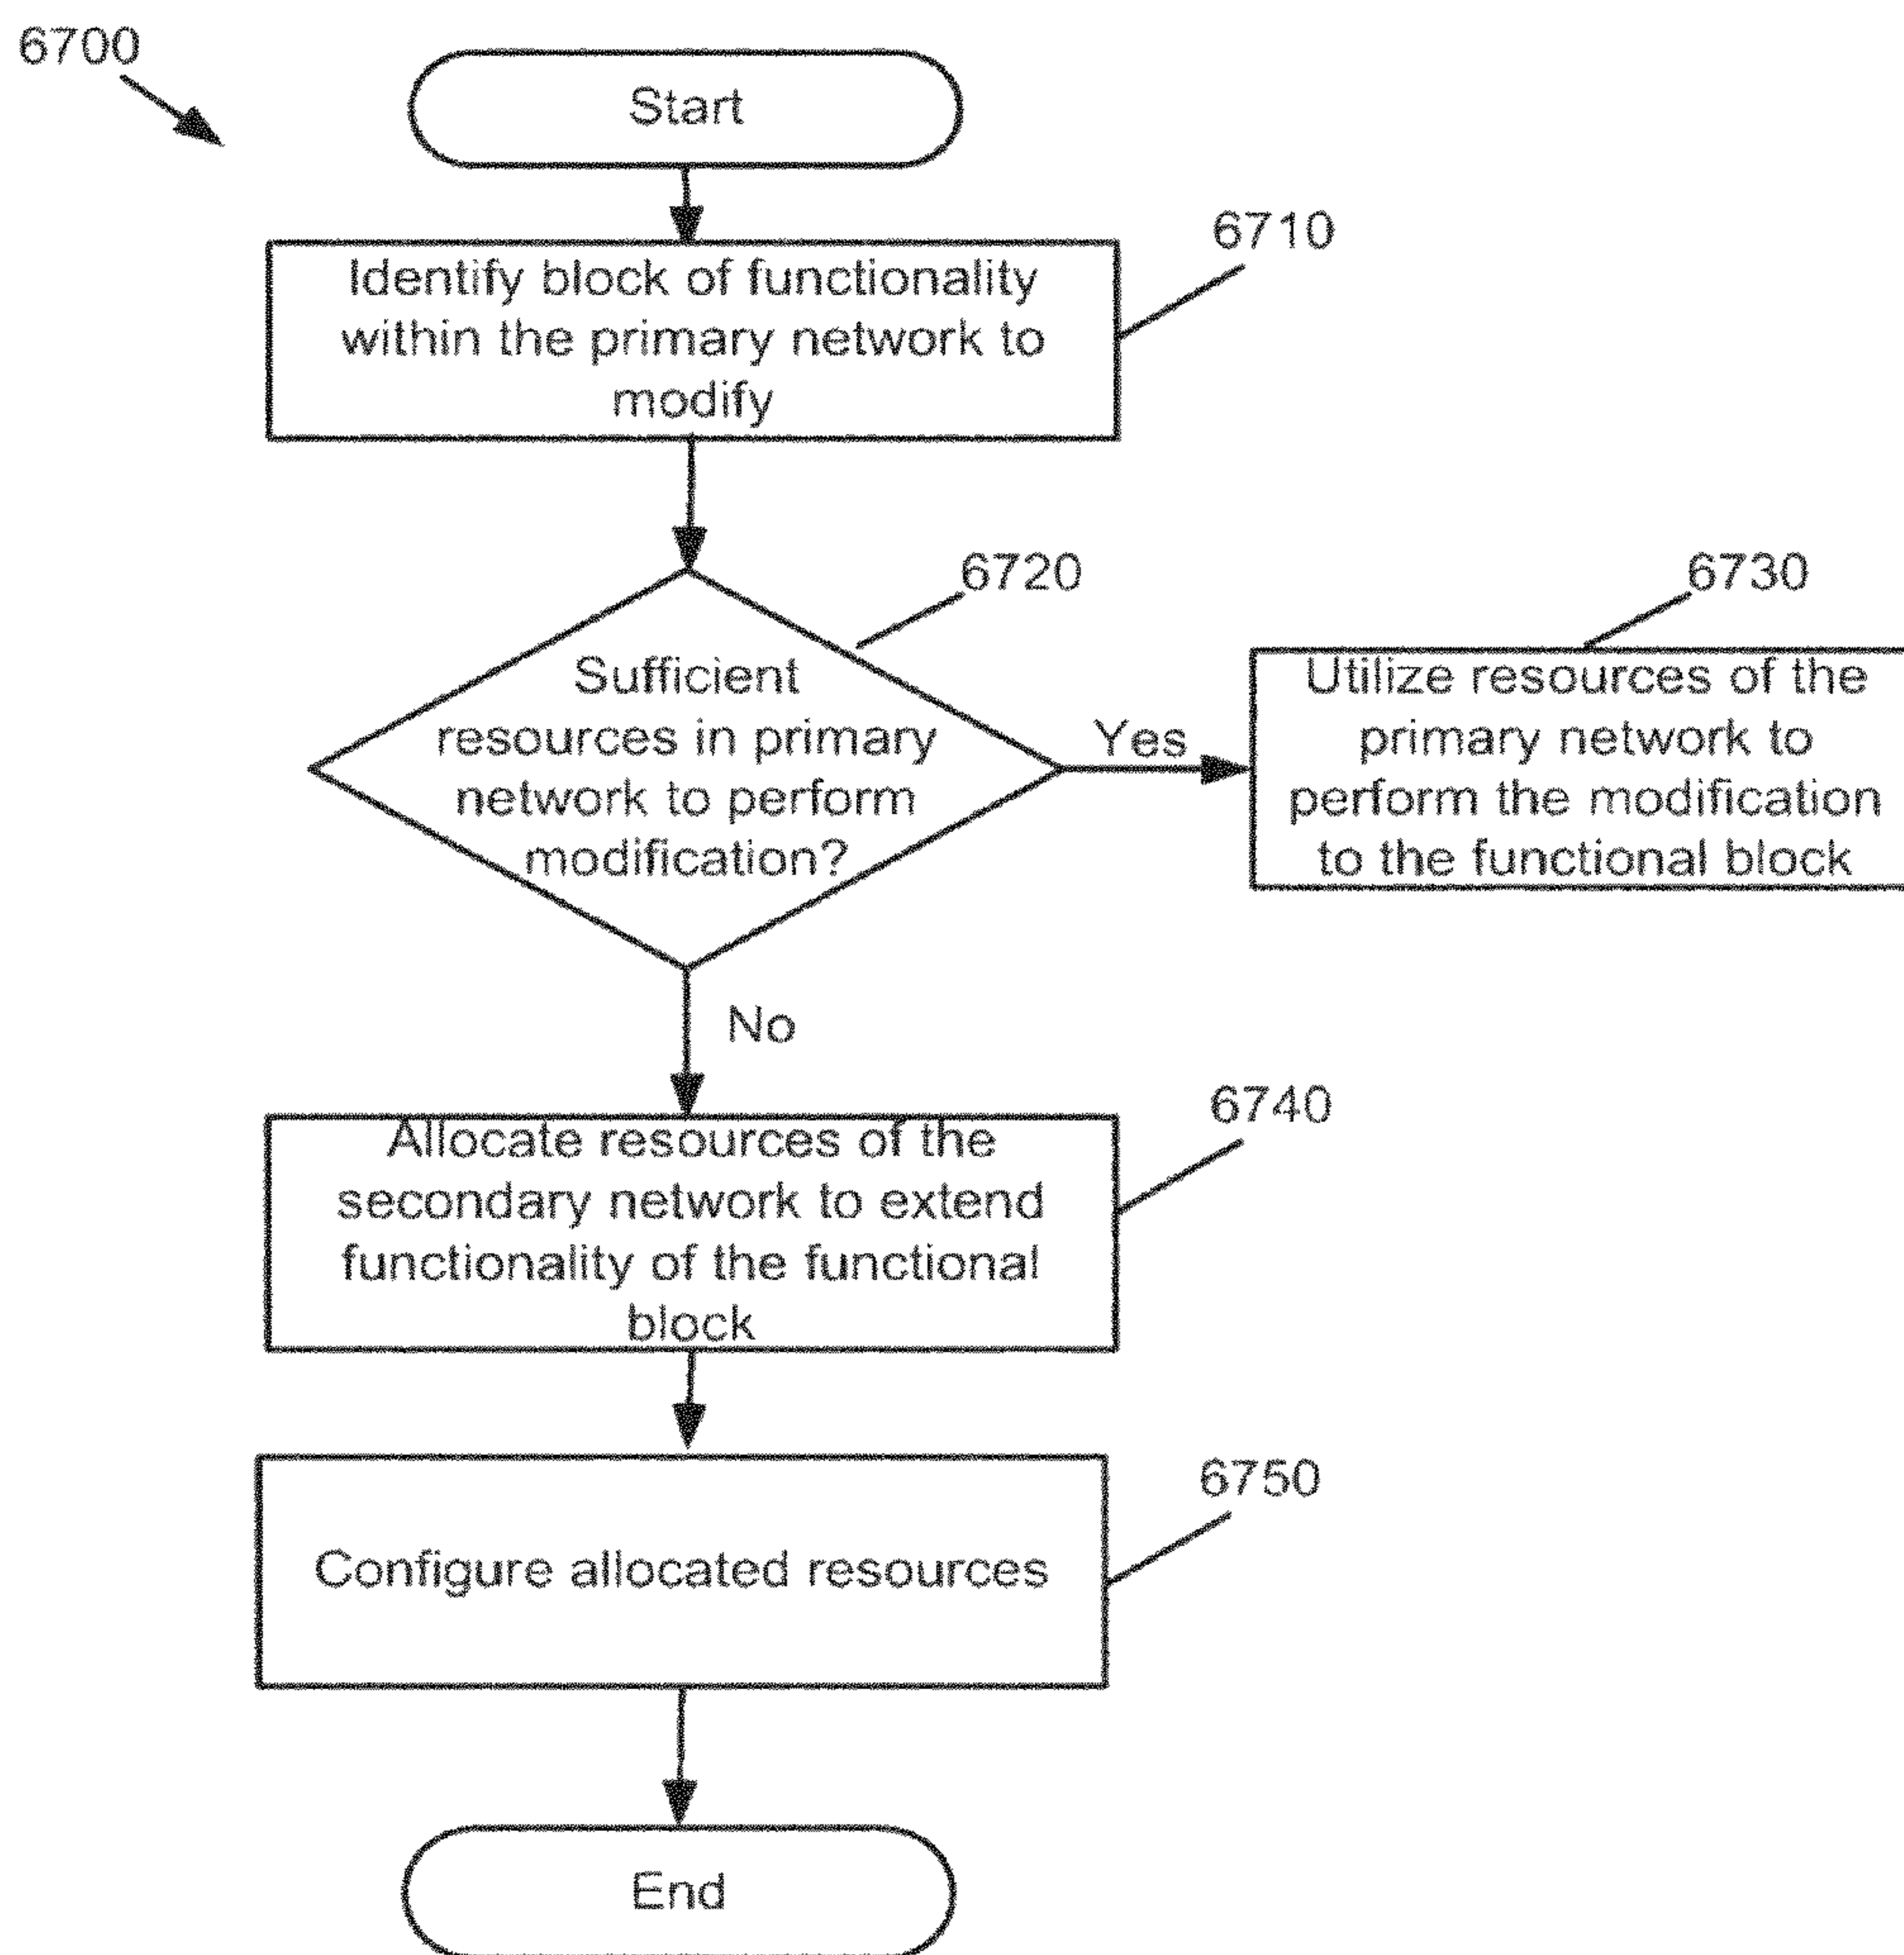 6700
Start
6710
Identify block of functionality
within the primary network to
modify
6720
6730
Sufficient
resources in primary
network to perform
modification?
Yes
Utilize resources of the
primary network to
perform the modification
to the functional block
No
6740
Allocate resources of the
secondary network to extend
functionality of the functional
block
6750
Configure allocated resources
End